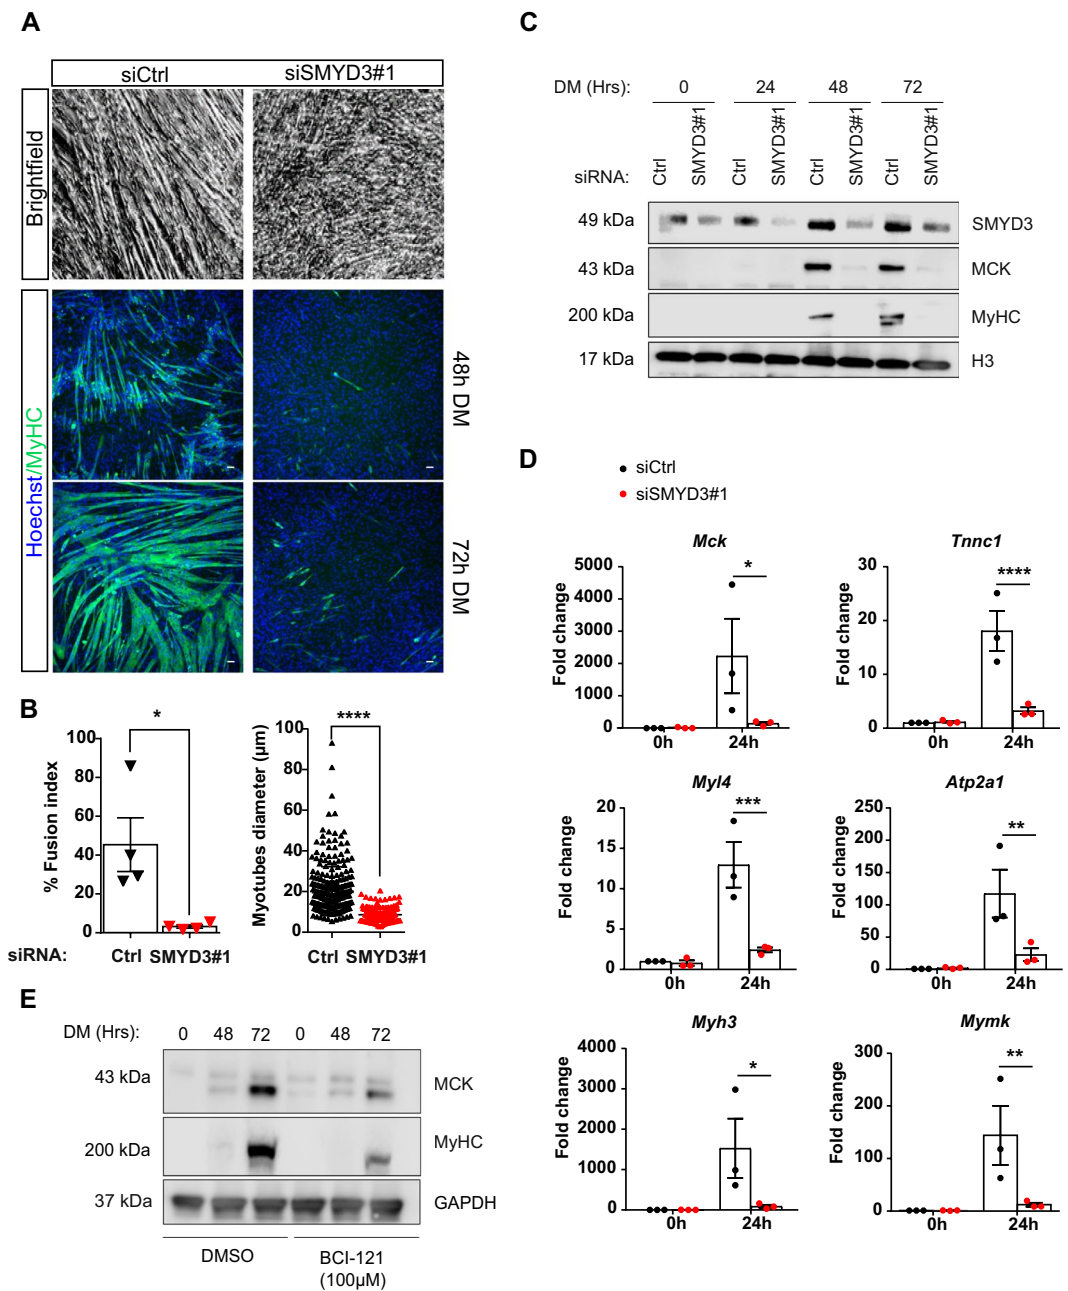 A
siCtrl
siSMYD3#1
Brightfield
Hoechst/MyHC
48h DM
72h DM
B
*
% Fusion index
100
80
60
40
20
0
siRNA:
Ctrl
SMYD3#1
****
Myotubes diameter (µm)
100
80
60
40
20
0
Ctrl
SMYD3#1
C
DM (Hrs):
0
24
48
72
siRNA:
Ctrl
SMYD3#1
Ctrl
SMYD3#1
Ctrl
SMYD3#1
Ctrl
SMYD3#1
49 kDa
SMYD3
43 kDa
MCK
200 kDa
MyHC
17 kDa
H3
D
siCtrl
siSMYD3#1
Mck
*
Fold change
5000
4000
3000
2000
1000
0
0h
24h
Tnnc1
****
Fold change
30
20
10
0
0h
24h
Myl4
***
Fold change
20
15
10
5
0
0h
24h
Atp2a1
**
Fold change
250
200
150
100
50
0
0h
24h
Myh3
*
Fold change
4000
3000
2000
1000
0
0h
24h
Mymk
**
Fold change
300
200
100
0
0h
24h
E
DM (Hrs):
0
48
72
0
48
72
43 kDa
MCK
200 kDa
MyHC
37 kDa
GAPDH
DMSO
BCI-121
(100µM)